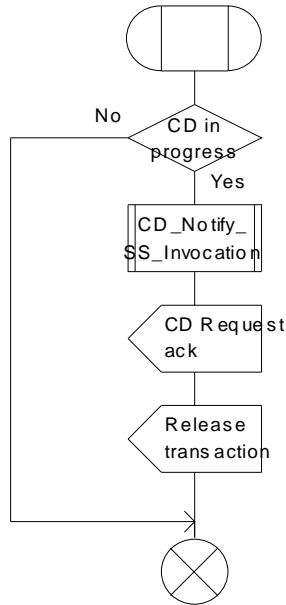 No
CD in
progress
Yes
CD_Notify_
SS_Invocation
CD Request
ack
Release
transaction